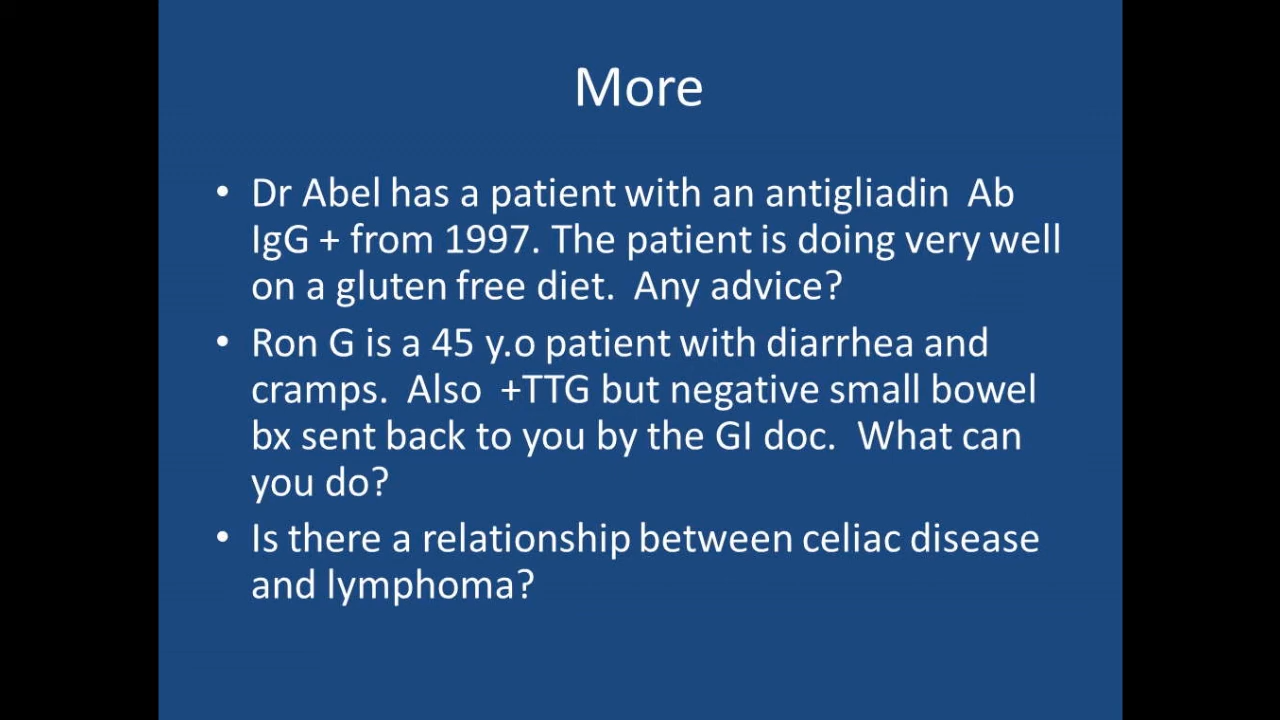 More
• Dr Abel has a patient with an antigliadin Ab
IgG + from 1997. The patient is doing very well
on a gluten free diet. Any advice?
• Ron G is a 45 y.o patient with diarrhea and
cramps. Also +TTG but negative small bowel
bx sent back to you by the GI doc. What can
you do?
• Is there a relationship between celiac disease
and lymphoma?